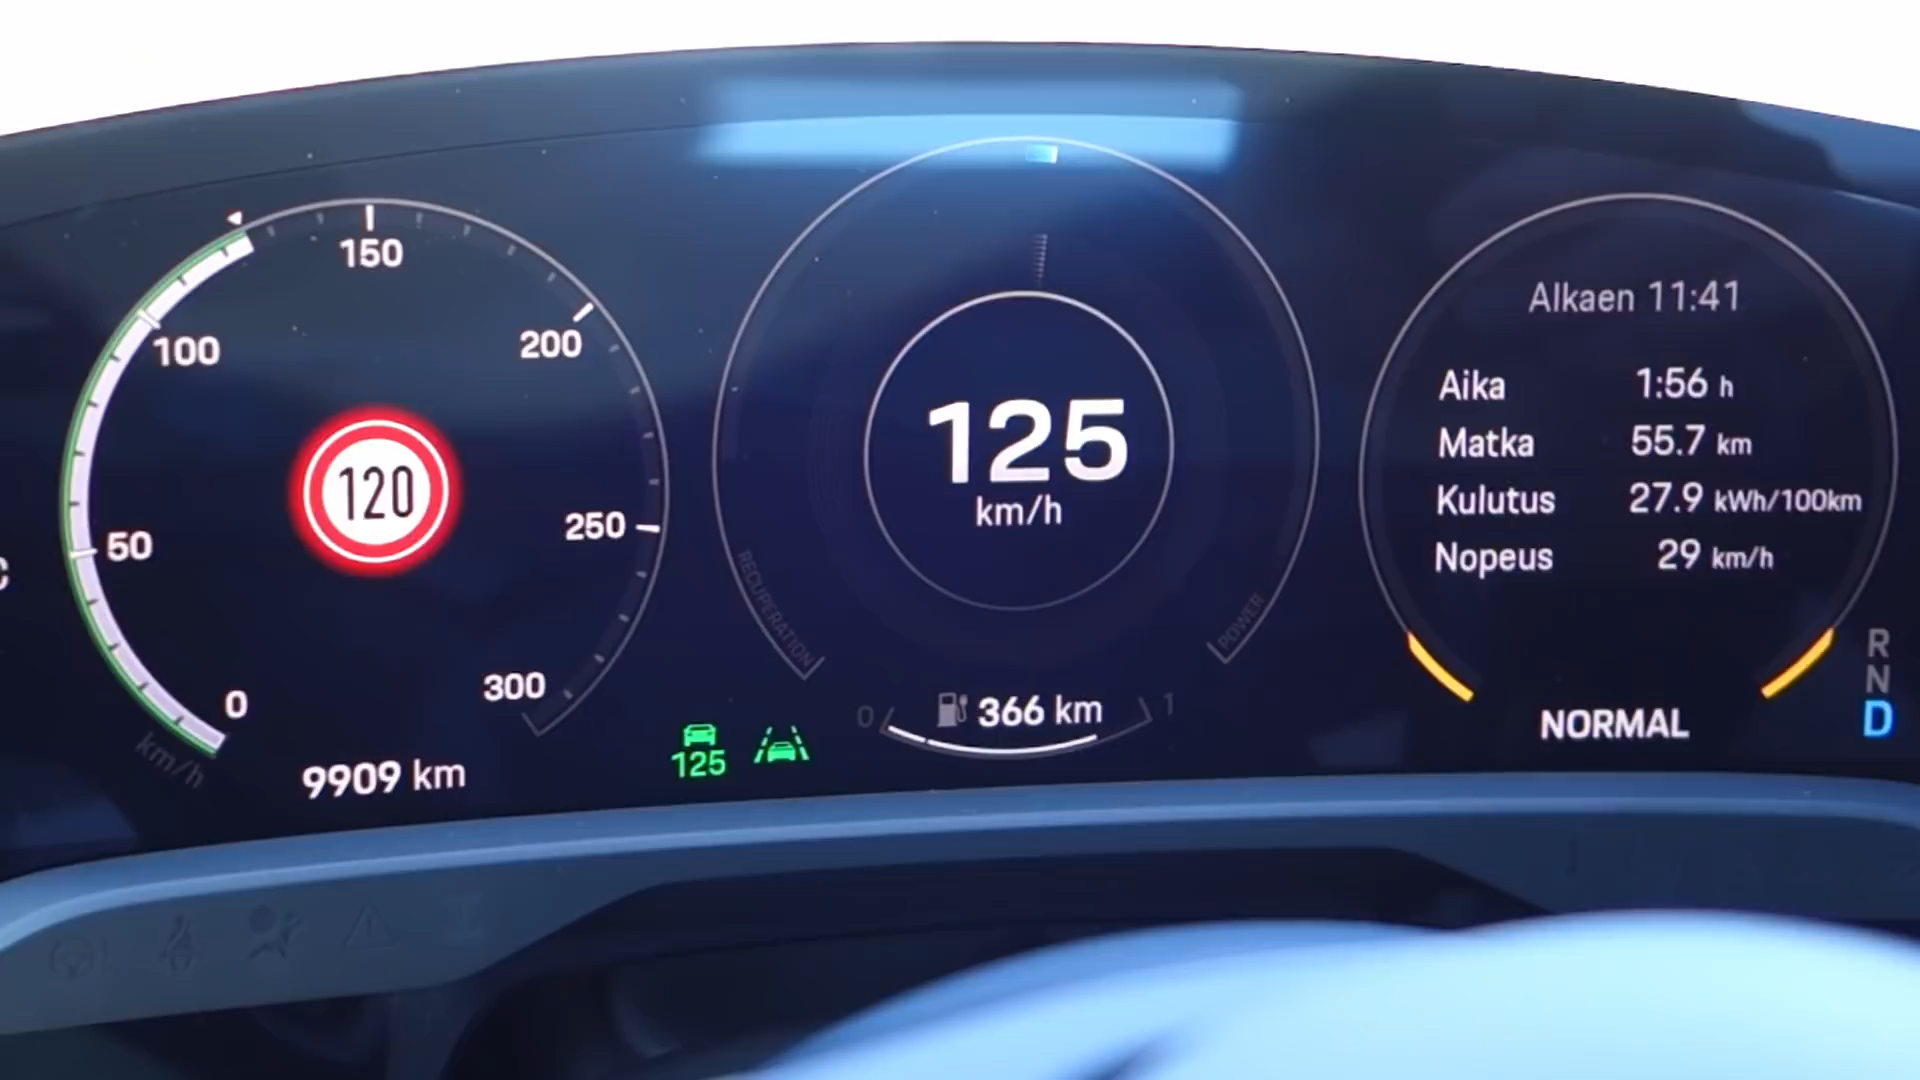 150
100
200
120
50
250
0
300
km/h
9909 km
125
125
km/h
RECUPERATION
POWER
0
366 km
1
Alkaen 11:41
Aika 1:56 h
Matka 55.7 km
Kulutus 27.9 kWh/100km
Nopeus 29 km/h
NORMAL
R
N
D